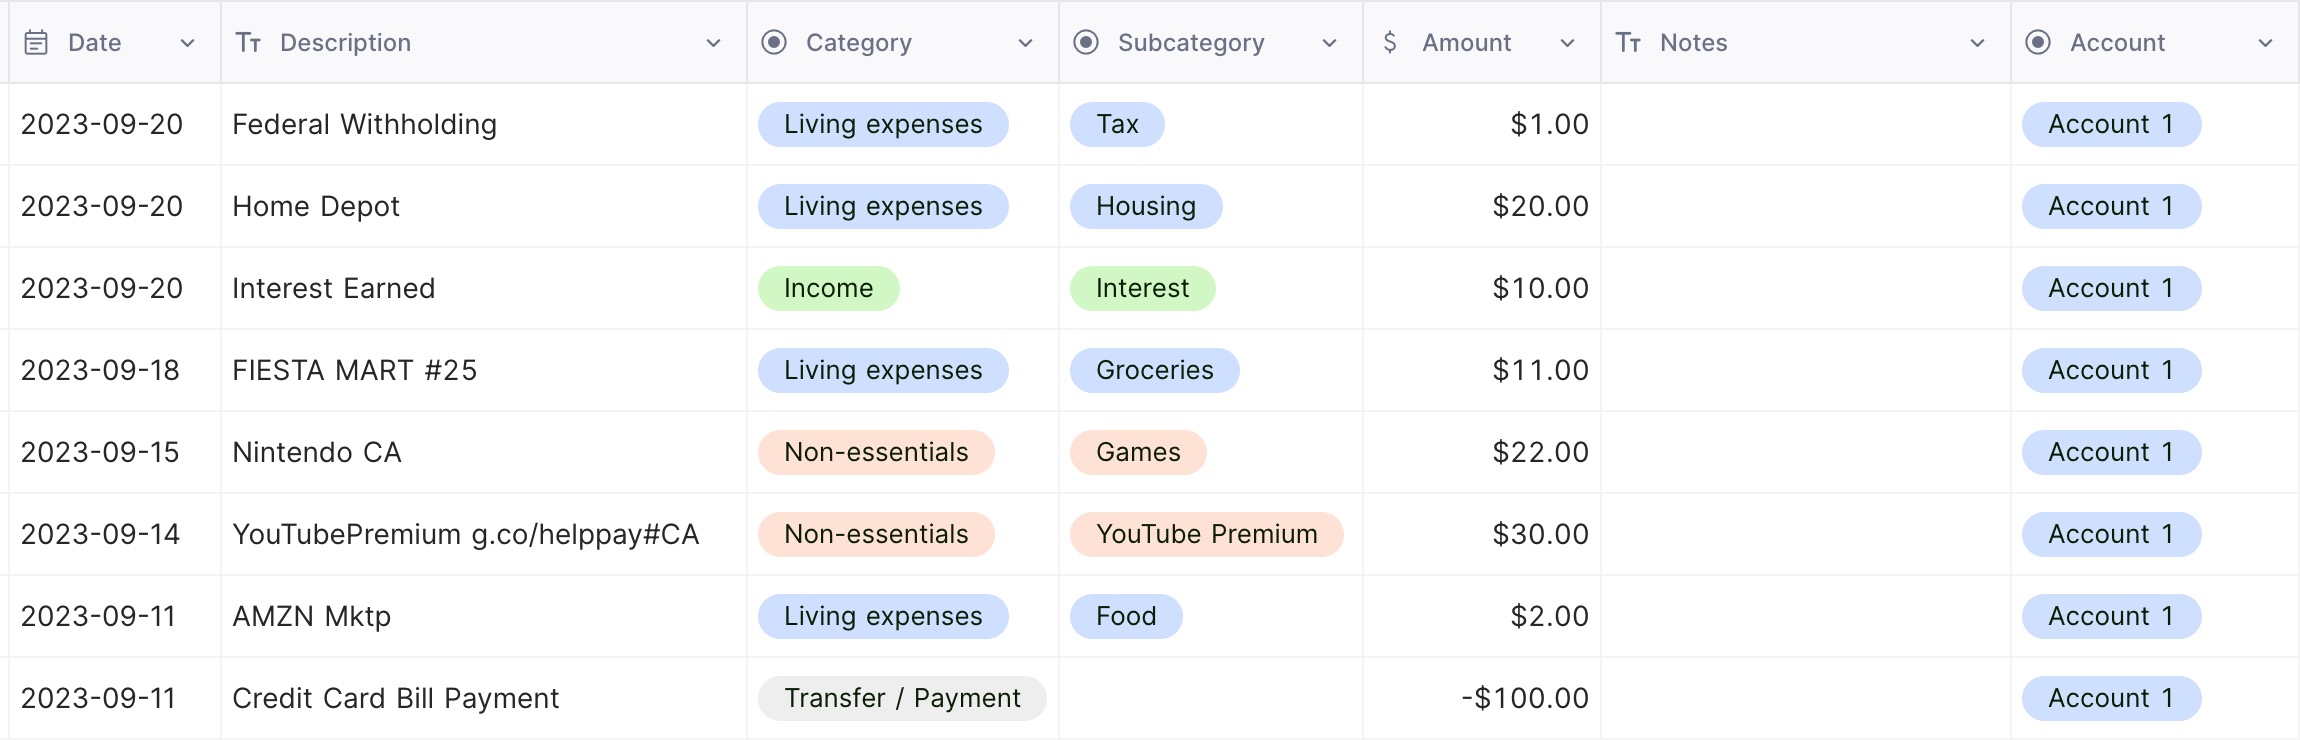 Date Description Category Subcategory $ Amount Notes Account
2023-09-20 Federal Withholding Living expenses Tax $1.00 Account 1
2023-09-20 Home Depot Living expenses Housing $20.00 Account 1
2023-09-20 Interest Earned Income Interest $10.00 Account 1
2023-09-18 FIESTA MART #25 Living expenses Groceries $11.00 Account 1
2023-09-15 Nintendo CA Non-essentials Games $22.00 Account 1
2023-09-14 YouTubePremium g.co/helppay#CA Non-essentials YouTube Premium $30.00 Account 1
2023-09-11 AMZN Mktp Living expenses Food $2.00 Account 1
2023-09-11 Credit Card Bill Payment Transfer / Payment -$100.00 Account 1